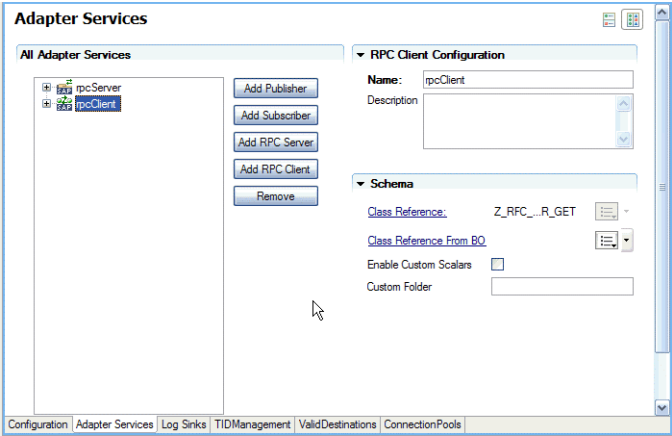 Adapter Services
All Adapter Services
rpcServer
rpcClient
Add Publisher
Add Subscriber
Add RPC Server
Add RPC Client
Remove
RPC Client Configuration
Name: rpcClient
Description
Schema
Class Reference: Z_RFC_...R_GET
Class Reference From BO
Enable Custom Scalars
Custom Folder
Configuration Adapter Services Log Sinks TIDManagement ValidDestinations ConnectionPools